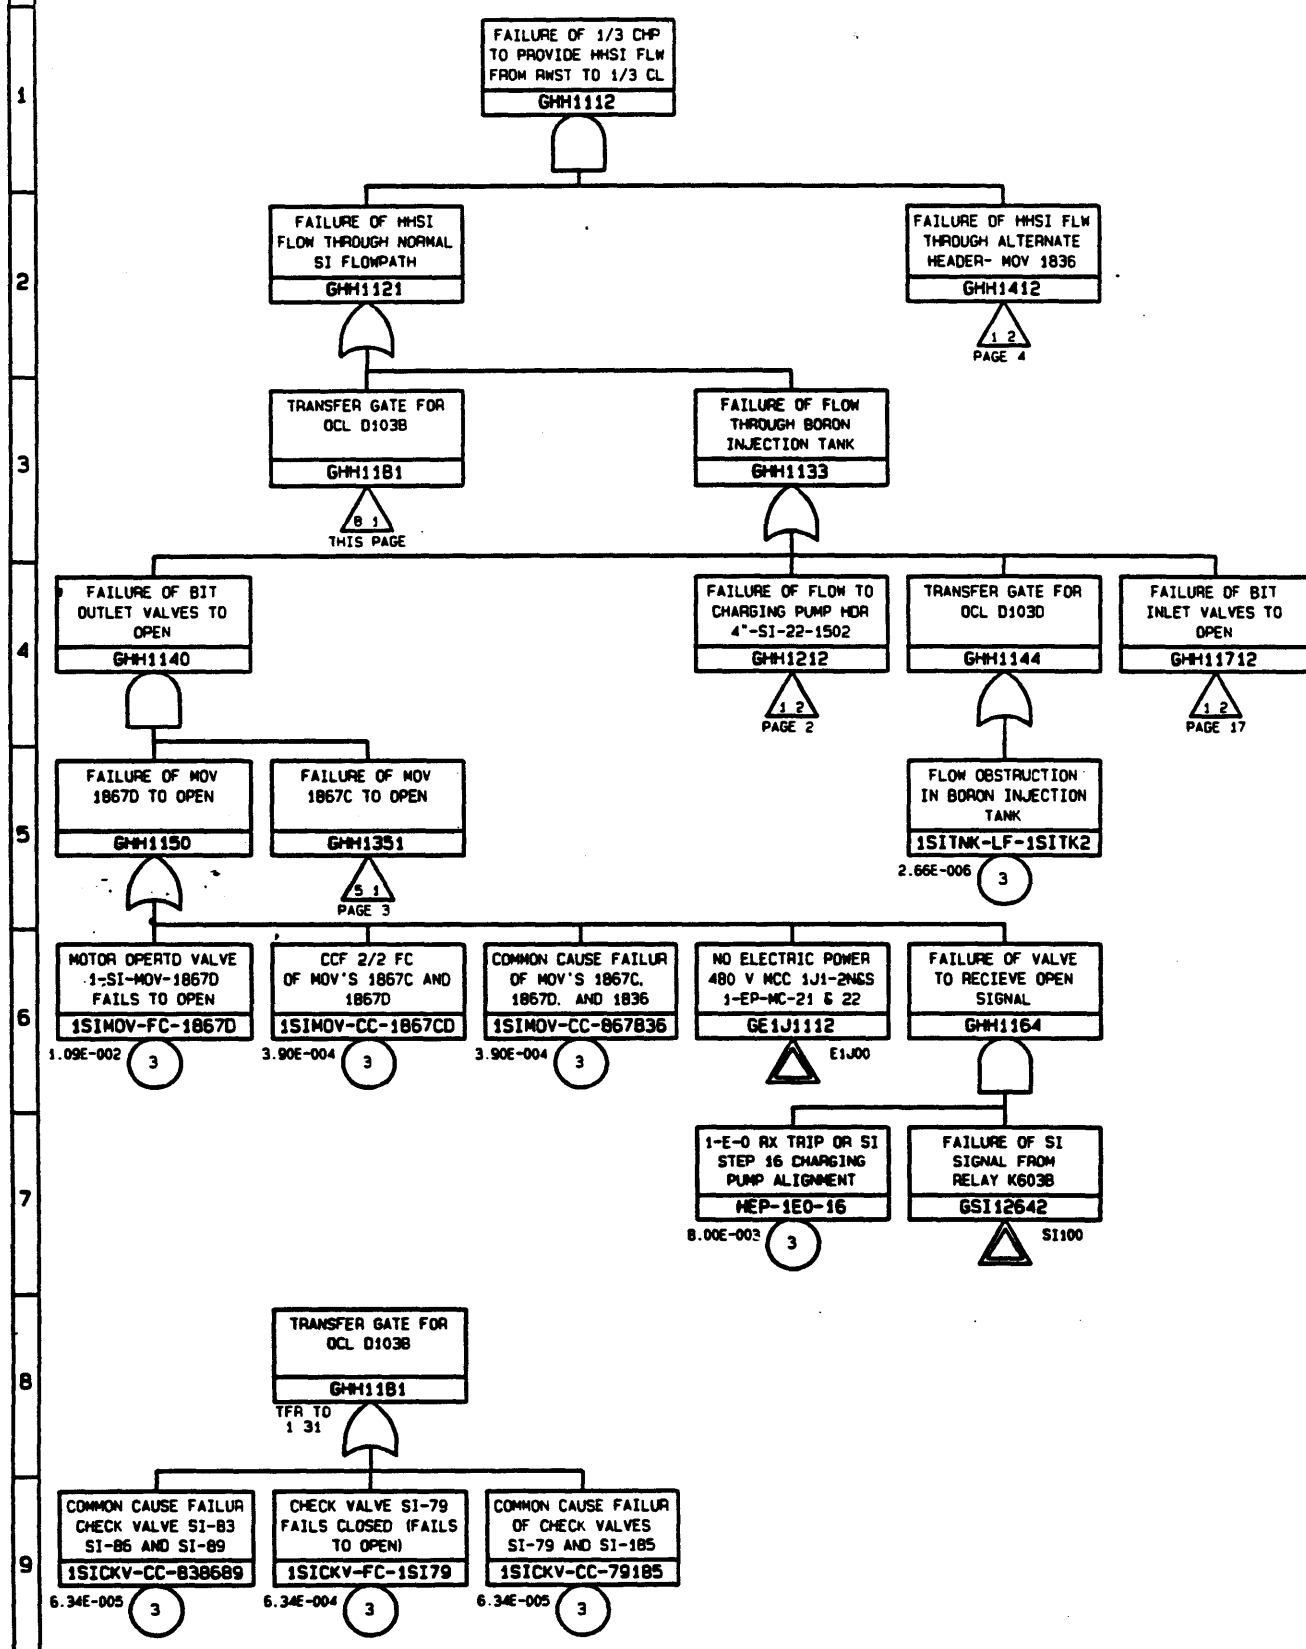 FAILURE OF 1/3 CHP
TO PROVIDE HHSI FLW
FROM RWST TO 1/3 CL
GHH1112
1
FAILURE OF HHSI
FLOW THROUGH NORMAL
SI FLOWPATH
GHH1121
FAILURE OF HHSI FLW
THROUGH ALTERNATE
HEADER- MOV 1836
GHH1412
1 2
PAGE 4
2
TRANSFER GATE FOR
OCL D103B
GHH11B1
8 1
THIS PAGE
FAILURE OF FLOW
THROUGH BORON
INJECTION TANK
GHH1133
3
FAILURE OF BIT
OUTLET VALVES TO
OPEN
GHH1140
FAILURE OF FLOW TO
CHARGING PUMP HDR
4"-SI-22-1502
GHH1212
1 2
PAGE 2
TRANSFER GATE FOR
OCL D103D
GHH1144
FAILURE OF BIT
INLET VALVES TO
OPEN
GHH11712
1 2
PAGE 17
4
FAILURE OF MOV
1867D TO OPEN
GHH1150
FAILURE OF MOV
1867C TO OPEN
GHH1351
5 1
PAGE 3
FLOW OBSTRUCTION
IN BORON INJECTION
TANK
1SITNK-LF-1SITK2
2.66E-006
3
5
MOTOR OPERTD VALVE
1-SI-MOV-1867D
FAILS TO OPEN
1SIMOV-FC-1867D
1.09E-002
3
CCF 2/2 FC
OF MOV'S 1867C AND
1867D
1SIMOV-CC-1867CD
3.90E-004
3
COMMON CAUSE FAILUR
OF MOV'S 1867C,
1867D, AND 1836
1SIMOV-CC-867836
3.90E-004
3
NO ELECTRIC POWER
480 V MCC 1J1-2N&S
1-EP-MC-21 & 22
GE1J1112
E1J00
FAILURE OF VALVE
TO RECIEVE OPEN
SIGNAL
GHH1164
6
1-E-0 RX TRIP OR SI
STEP 16 CHARGING
PUMP ALIGNMENT
HEP-1E0-16
8.00E-003
3
FAILURE OF SI
SIGNAL FROM
RELAY K603B
GSI12642
SI100
7
TRANSFER GATE FOR
OCL D103B
GHH11B1
TFR TO
1 31
8
COMMON CAUSE FAILUR
CHECK VALVE SI-83
SI-86 AND SI-89
1SICKV-CC-838689
6.34E-005
3
CHECK VALVE SI-79
FAILS CLOSED (FAILS
TO OPEN)
1SICKV-FC-1SI79
6.34E-004
3
COMMON CAUSE FAILUR
OF CHECK VALVES
SI-79 AND SI-185
1SICKV-CC-79185
6.34E-005
3
9